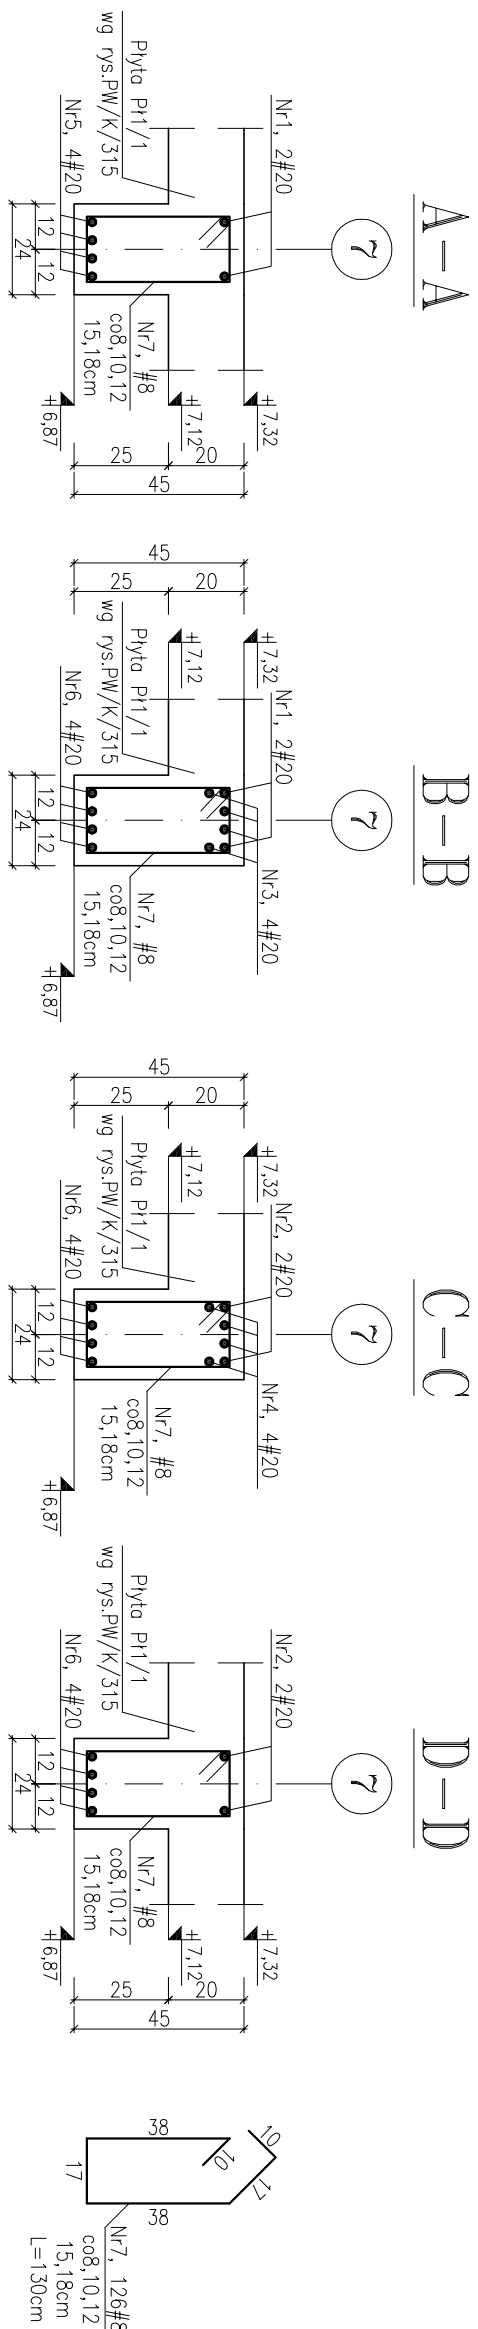 A-A
7
Nr1, 2#20
Płyta Pł1/1
wg rys.PW/K/315
Nr5, 4#20
12
12
24
Nr7, #8
co8,10,12
15,18cm
+7,32
+7,12
+6,87
20
25
45
B-B
7
45
20
25
+7,32
+7,12
Nr1, 2#20
Płyta Pł1/1
wg rys.PW/K/315
Nr6, 4#20
12
12
24
Nr3, 4#20
Nr7, #8
co8,10,12
15,18cm
+6,87
C-C
7
45
20
25
+7,32
+7,12
Nr2, 2#20
Płyta Pł1/1
wg rys.PW/K/315
Nr6, 4#20
12
12
24
Nr4, 4#20
Nr7, #8
co8,10,12
15,18cm
+6,87
D-D
7
Nr2, 2#20
Płyta Pł1/1
wg rys.PW/K/315
Nr6, 4#20
12
12
24
Nr7, #8
co8,10,12
15,18cm
+7,32
+7,12
+6,87
20
25
45
10
17
10
38
38
17
Nr7, 126#8
co8,10,12
15,18cm
L=130cm